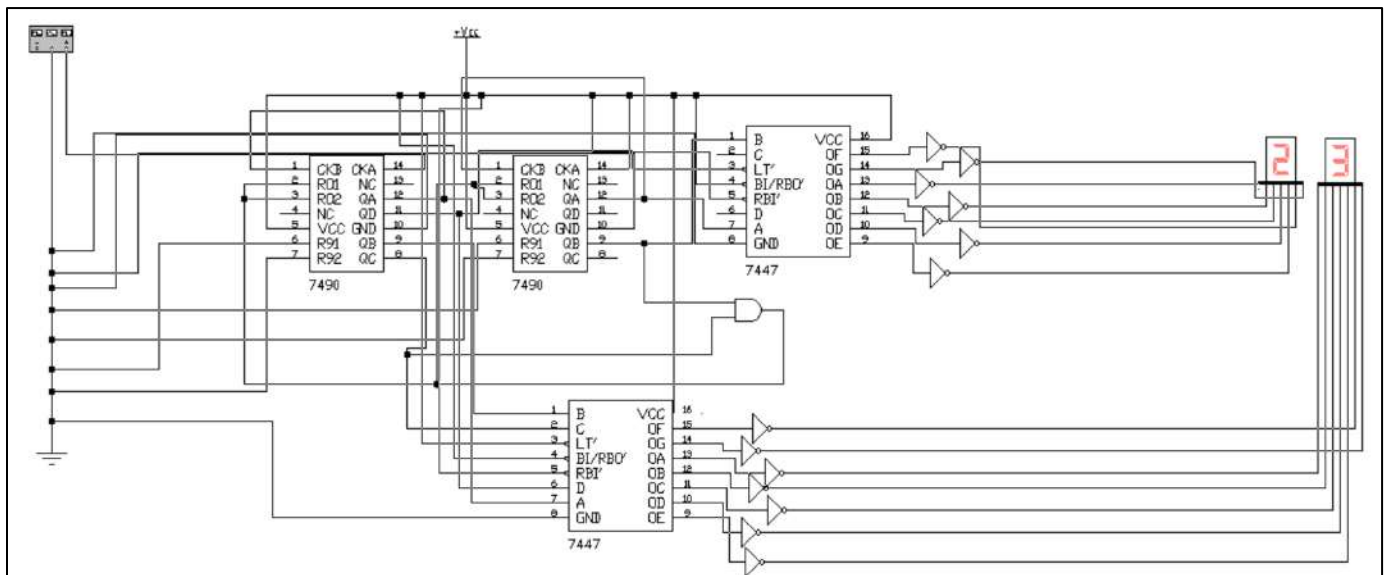 +Vcc
1 CKB CKA 14
2 RO1 NC 13
3 RO2 QA 12
4 NC QD 11
5 VCC GND 10
6 R91 QB 9
7 R92 QC 8
7490
1 CKB CKA 14
2 RO1 NC 13
3 RO2 QA 12
4 NC QD 11
5 VCC GND 10
6 R91 QB 9
7 R92 QC 8
7490
1 B VCC 16
2 C OF 15
3 LT' OG 14
4 BI/RBO' OA 13
5 RBI' OB 12
6 D OC 11
7 A OD 10
8 GND OE 9
7447
2
3
1 B VCC 16
2 C OF 15
3 LT' OG 14
4 BI/RBO' OA 13
5 RBI' OB 12
6 D OC 11
7 A OD 10
8 GND OE 9
7447